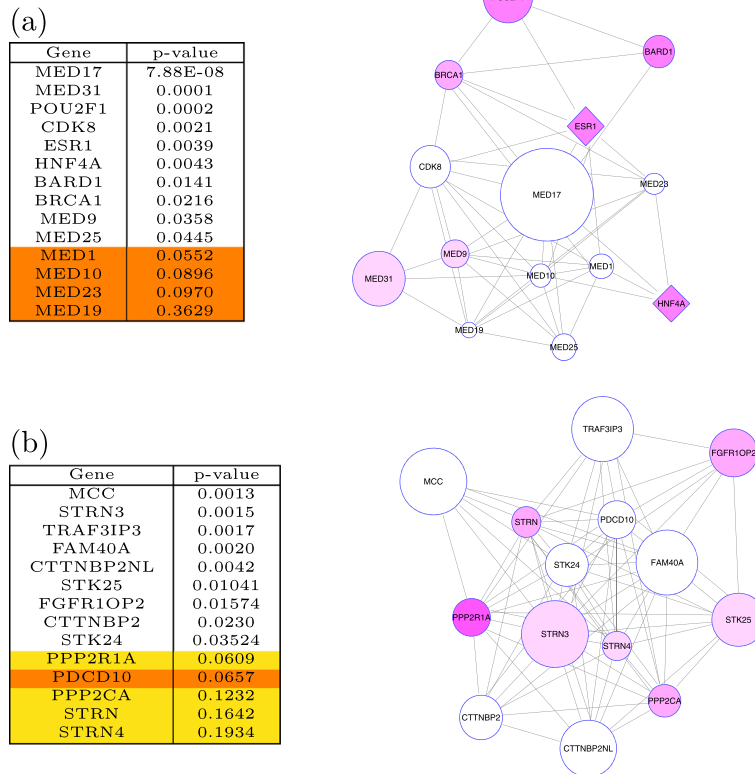 (a)
Gene p-value
MED17 7.88E-08
MED31 0.0001
POU2F1 0.0002
CDK8 0.0021
ESR1 0.0039
HNF4A 0.0043
BARD1 0.0141
BRCA1 0.0216
MED9 0.0358
MED25 0.0445
MED1 0.0552
MED10 0.0896
MED23 0.0970
MED19 0.3629
BARD1
BRCA1
ESR1
CDK8
MED23
MED17
MED9
MED31
MED10
MED1
HNF4A
MED19
MED25
(b)
Gene p-value
MCC 0.0013
STRN3 0.0015
TRAF3IP3 0.0017
FAM40A 0.0020
CTTNBP2NL 0.0042
STK25 0.01041
FGFR1OP2 0.01574
CTTNBP2 0.0230
STK24 0.03524
PPP2R1A 0.0609
PDCD10 0.0657
PPP2CA 0.1232
STRN 0.1642
STRN4 0.1934
TRAF3IP3
FGFR1OP2
MCC
STRN
PDCD10
STK24
FAM40A
PPP2R1A
STRN3
STRN4
STK25
PPP2CA
CTTNBP2
CTTNBP2NL